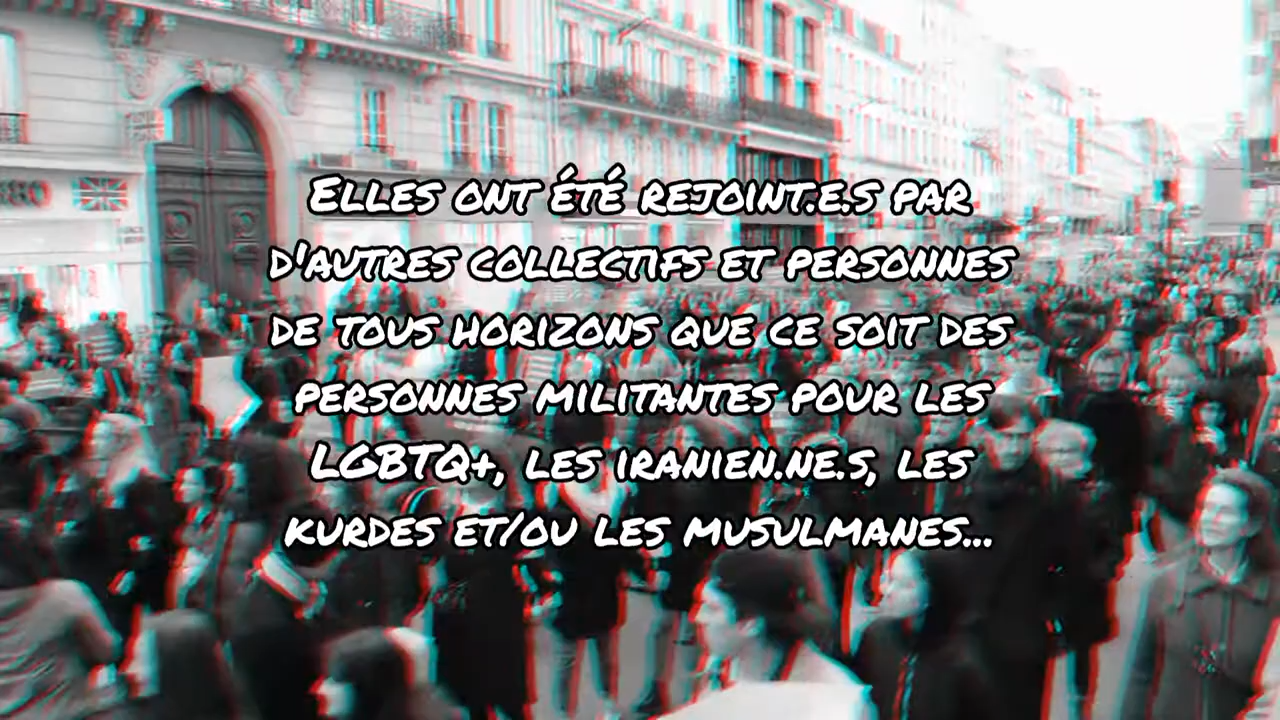 Elles ont été rejoint.e.s par
d'autres collectifs et personnes
de tous horizons que ce soit des
personnes militantes pour les
LGBTQ+, les iranien.ne.s, les
kurdes et/ou les musulmanes...